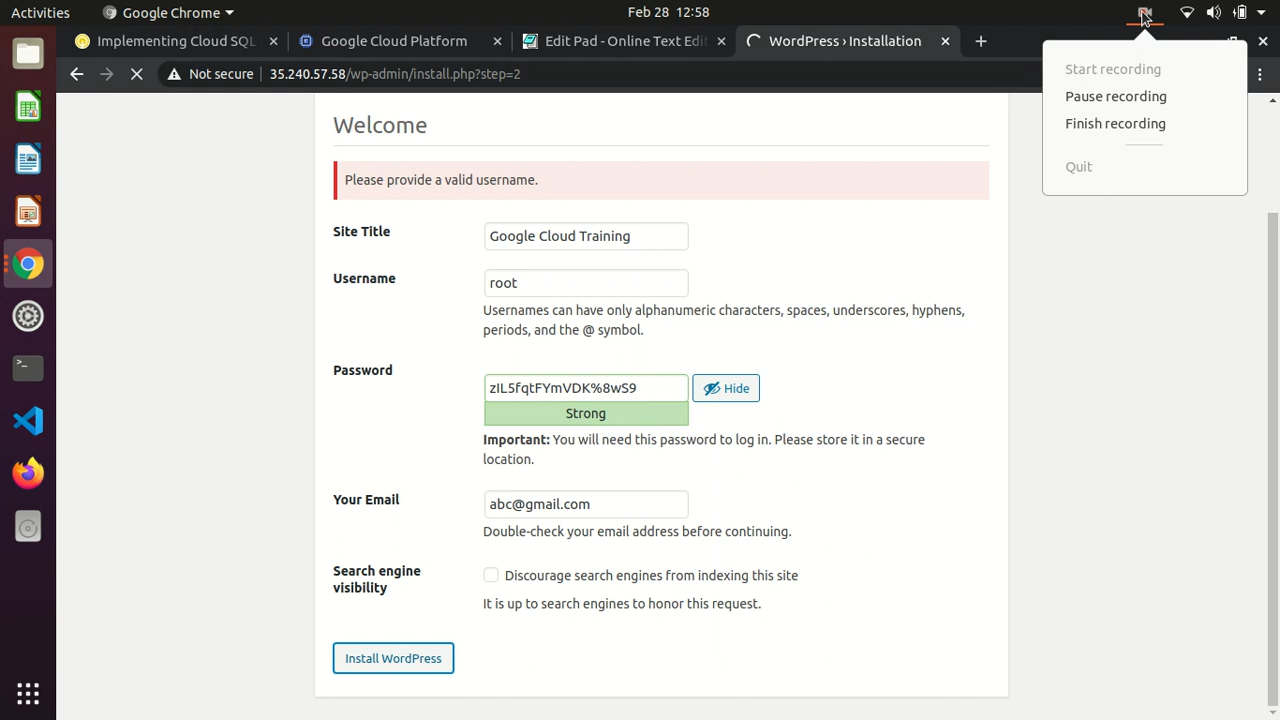 Activities
Google Chrome
Feb 28 12:58
Implementing Cloud SQL
Google Cloud Platform
Edit Pad - Online Text Edit
WordPress › Installation
Not secure
35.240.57.58/wp-admin/install.php?step=2
Start recording
Pause recording
Finish recording
Quit
Welcome
Please provide a valid username.
Site Title
Google Cloud Training
Username
root
Usernames can have only alphanumeric characters, spaces, underscores, hyphens,
periods, and the @ symbol.
Password
zIL5fqtFYmVDK%8wS9
Hide
Strong
Important: You will need this password to log in. Please store it in a secure
location.
Your Email
abc@gmail.com
Double-check your email address before continuing.
Search engine
visibility
Discourage search engines from indexing this site
It is up to search engines to honor this request.
Install WordPress